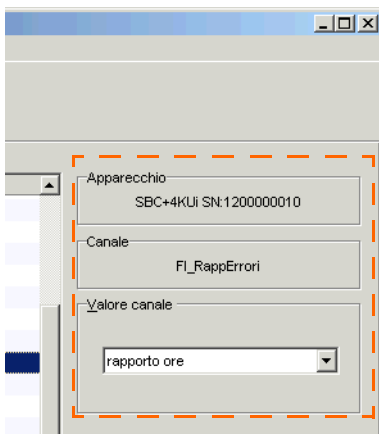 Apparecchio
SBC+4KUi SN:1200000010
Canale
FI_RappErrori
Valore canale
rapporto ore